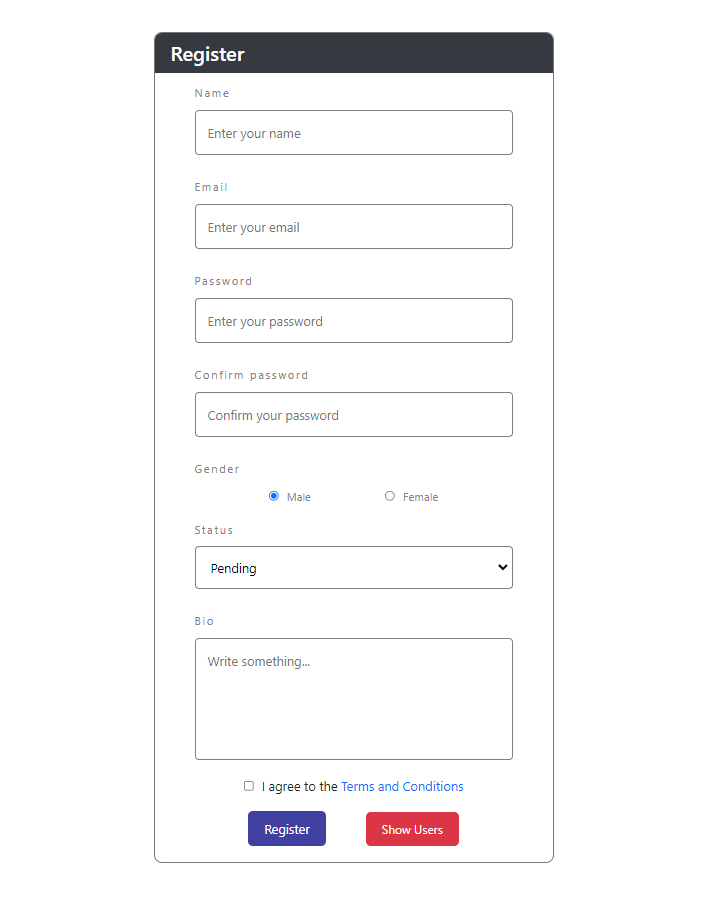 Register
Name
Enter your name
Email
Enter your email
Password
Enter your password
Confirm password
Confirm your password
Gender
Male Female
Status
Pending
Bio
Write something...
I agree to the Terms and Conditions
Register Show Users